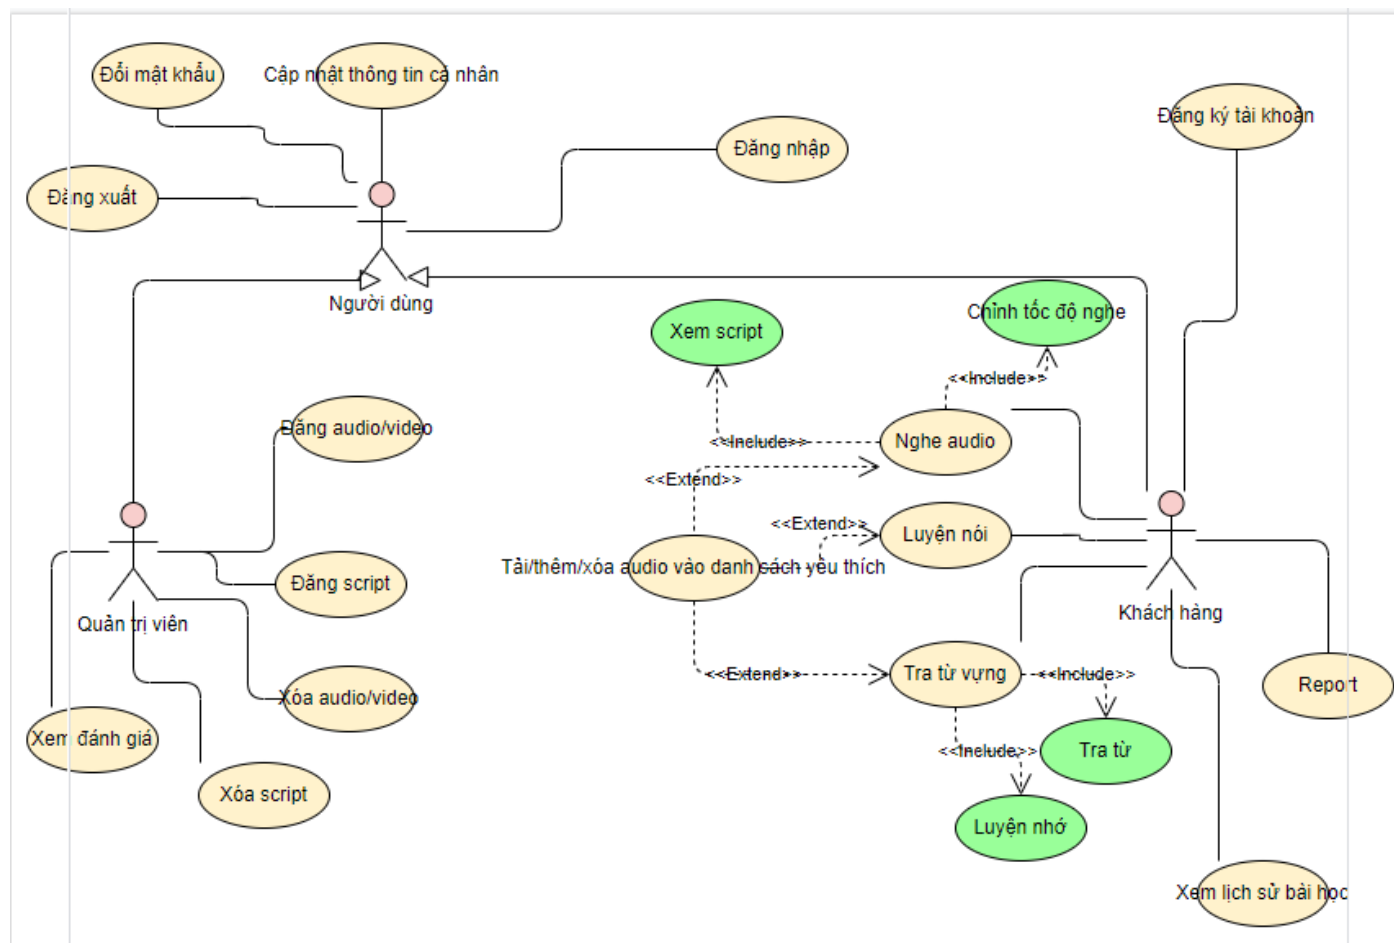 Đổi mật khẩu
Cập nhật thông tin cá nhân
Đăng ký tài khoản
Đăng nhập
Đăng xuất
Người dùng
Chỉnh tốc độ nghe
Xem script
<<Include>>
Đăng audio/video
<<Include>>
Nghe audio
<<Extend>>
<<Extend>>
Luyện nói
Tải/thêm/xóa audio vào danh sách yêu thích
Đăng script
Khách hàng
Quản trị viên
<<Extend>>
Tra từ vựng
<<Include>>
Report
Xóa audio/video
Xem đánh giá
<<Include>>
Tra từ
Xóa script
Luyện nhớ
Xem lịch sử bài học